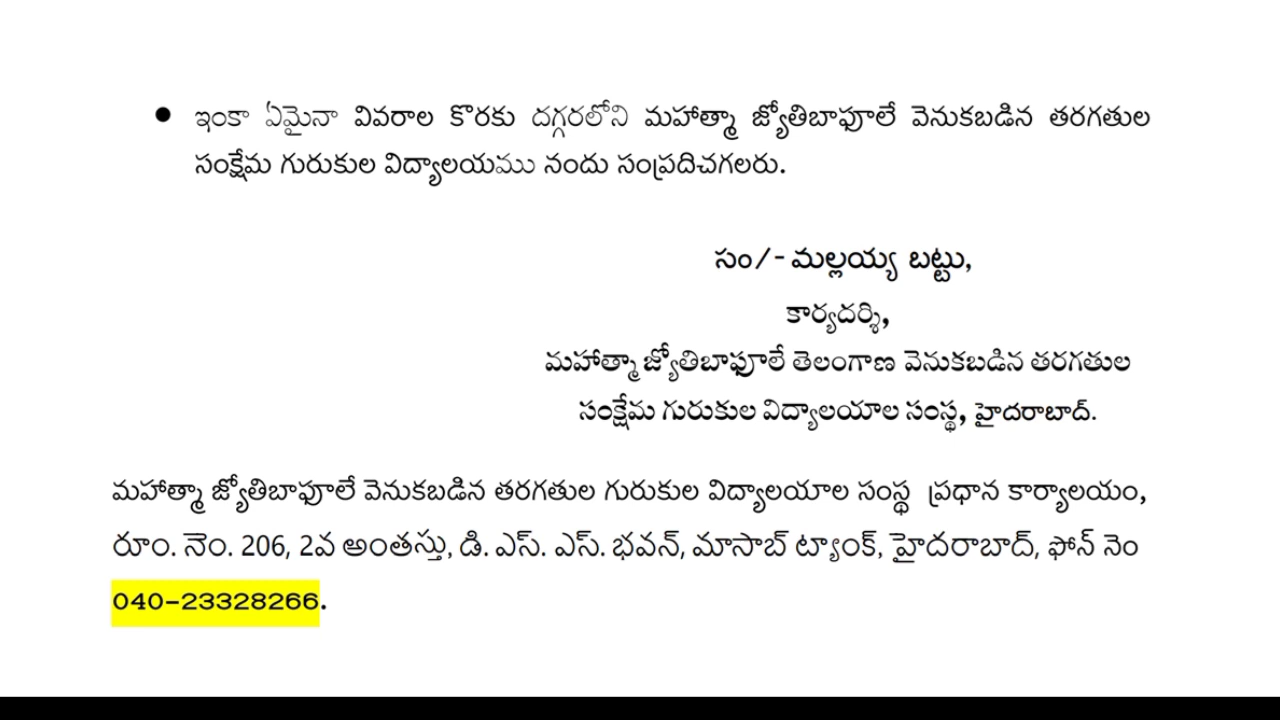 • ఇంకా ఏమైనా వివరాల కొరకు దగ్గరలోని మహాత్మా జ్యోతిబాఫూలే వెనుకబడిన తరగతుల
సంక్షేమ గురుకుల విద్యాలయము నందు సంప్రదిచగలరు.
సం/- మల్లయ్య బట్టు,
కార్యదర్శి,
మహాత్మా జ్యోతిబాఫూలే తెలంగాణ వెనుకబడిన తరగతుల
సంక్షేమ గురుకుల విద్యాలయాల సంస్థ, హైదరాబాద్.
మహాత్మా జ్యోతిబాఫూలే వెనుకబడిన తరగతుల గురుకుల విద్యాలయాల సంస్థ ప్రధాన కార్యాలయం,
రూం. నెం. 206, 2వ అంతస్తు, డి. ఎస్. ఎస్. భవన్, మాసాబ్ ట్యాంక్, హైదరాబాద్, ఫోన్ నెం
040-23328266.